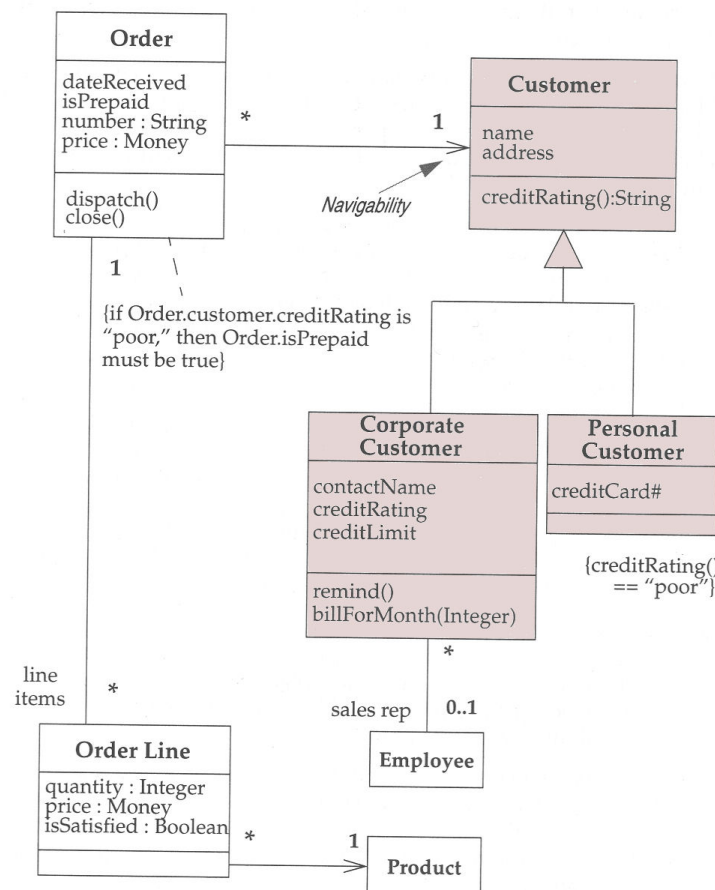 Order
dateReceived
isPrepaid
number : String
price : Money
dispatch()
close()
*
1
Navigability
Customer
name
address
creditRating():String
1
{if Order.customer.creditRating is
“poor,” then Order.isPrepaid
must be true}
Corporate
Customer
contactName
creditRating
creditLimit
remind()
billForMonth(Integer)
Personal
Customer
creditCard#
{creditRating()
== “poor”}
*
sales rep
0..1
Employee
line
items
*
Order Line
quantity : Integer
price : Money
isSatisfied : Boolean
*
1
Product